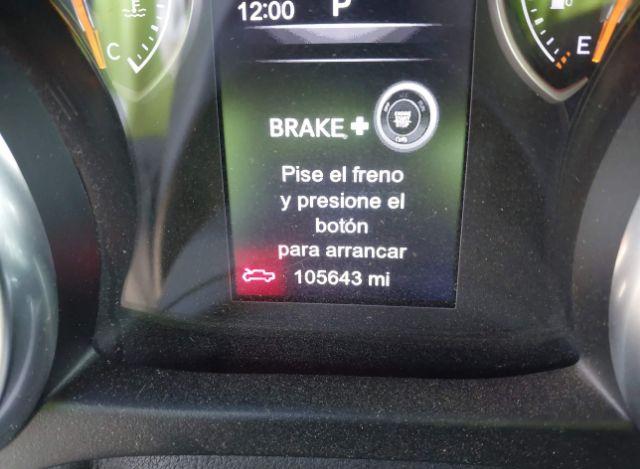 12:00 P
C
E
BRAKE +
Pise el freno
y presione el
botón
para arrancar
105643 mi